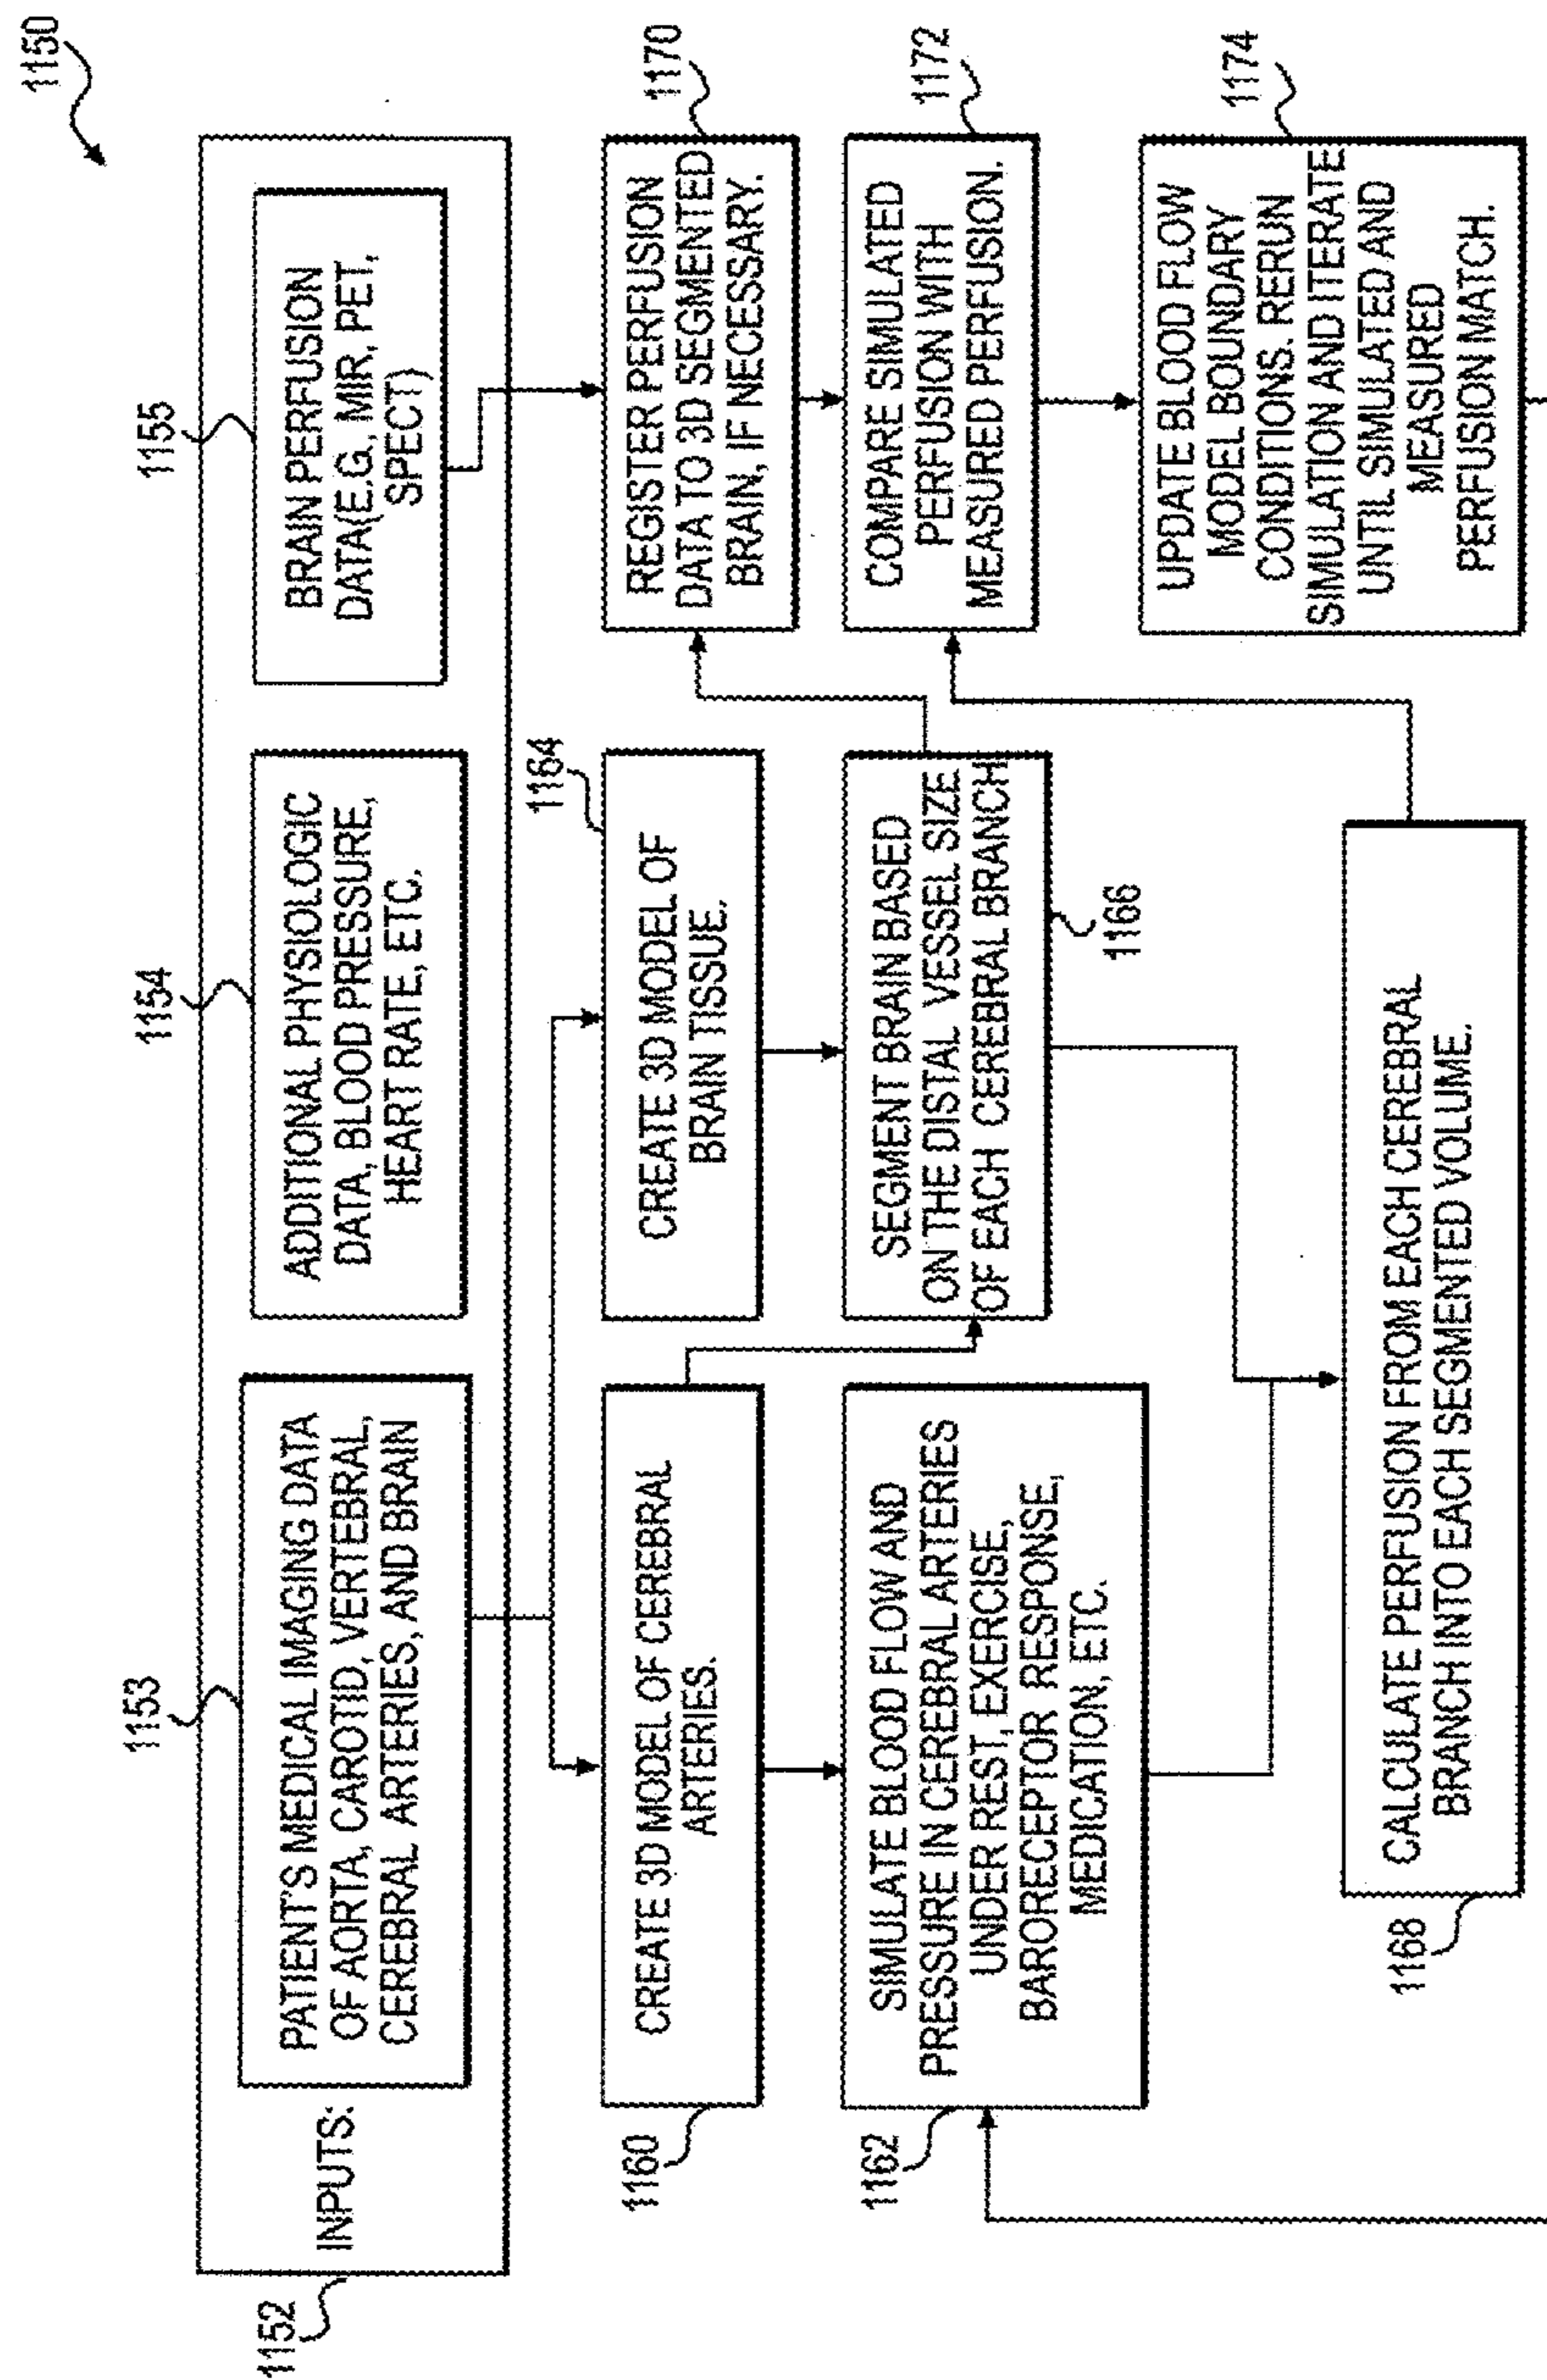 1150
1152
INPUTS:
1153
PATIENT'S MEDICAL IMAGING DATA
OF AORTA, CAROTID, VERTEBRAL,
CEREBRAL ARTERIES, AND BRAIN
1154
ADDITIONAL PHYSIOLOGIC
DATA, BLOOD PRESSURE,
HEART RATE, ETC.
1155
BRAIN PERFUSION
DATA(E.G. MIR, PET,
SPECT)
1160
CREATE 3D MODEL OF CEREBRAL
ARTERIES.
1164
CREATE 3D MODEL OF
BRAIN TISSUE.
1170
REGISTER PERFUSION
DATA TO 3D SEGMENTED
BRAIN, IF NECESSARY.
1162
SIMULATE BLOOD FLOW AND
PRESSURE IN CEREBRAL ARTERIES
UNDER REST, EXERCISE,
BARORECEPTOR RESPONSE,
MEDICATION, ETC.
SEGMENT BRAIN BASED
ON THE DISTAL VESSEL SIZE
OF EACH CEREBRAL BRANCH
1166
1172
COMPARE SIMULATED
PERFUSION WITH
MEASURED PERFUSION.
1168
CALCULATE PERFUSION FROM EACH CEREBRAL
BRANCH INTO EACH SEGMENTED VOLUME.
1174
UPDATE BLOOD FLOW
MODEL BOUNDARY
CONDITIONS. RERUN
SIMULATION AND ITERATE
UNTIL SIMULATED AND
MEASURED
PERFUSION MATCH.